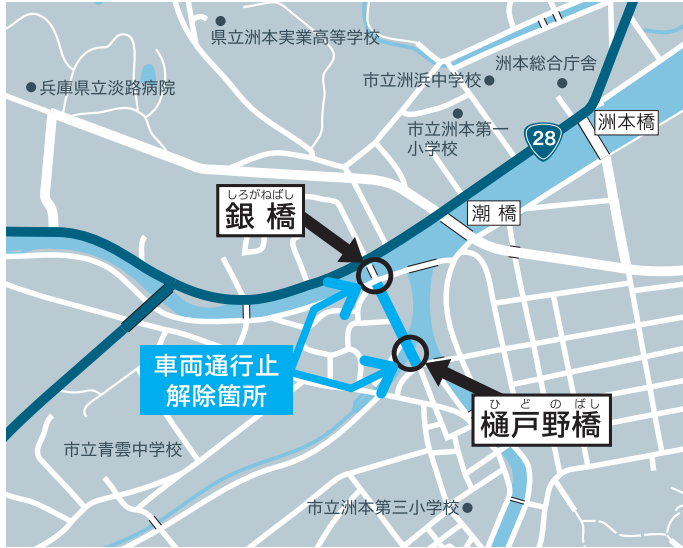 県立洲本実業高等学校
兵庫県立淡路病院
洲本総合庁舎
市立洲浜中学校
市立洲本第一
小学校
28
洲本橋
しろがねばし
銀橋
潮橋
車両通行止
解除箇所
ひどのばし
樋戸野橋
市立青雲中学校
市立洲本第三小学校